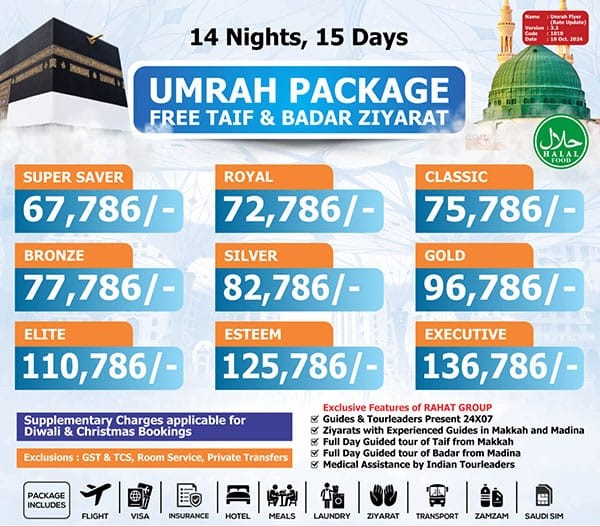 14 Nights, 15 Days
Name : Umrah Flyer
(Rate Update)
Version : 3.3
Code : 1010
Date : 18 Oct. 2024
UMRAH PACKAGE
FREE TAIF & BADAR ZIYARAT
حلال
HALAL
FOOD
SUPER SAVER
67,786/-
ROYAL
72,786/-
CLASSIC
75,786/-
BRONZE
77,786/-
SILVER
82,786/-
GOLD
96,786/-
ELITE
110,786/-
ESTEEM
125,786/-
EXECUTIVE
136,786/-
Supplementary Charges applicable for
Diwali & Christmas Bookings
Exclusions : GST & TCS, Room Service, Private Transfers
Exclusive Features of RAHAT GROUP
Guides & Tourleaders Present 24X07
Ziyarats with Experienced Guides in Makkah and Madina
Full Day Guided tour of Taif from Makkah
Full Day Guided tour of Badar from Madina
Medical Assistance by Indian Tourleaders
PACKAGE
INCLUDES
FLIGHT
VISA
INSURANCE
HOTEL
MEALS
LAUNDRY
ZIYARAT
TRANSPORT
ZAMZAM
SAUDI SIM